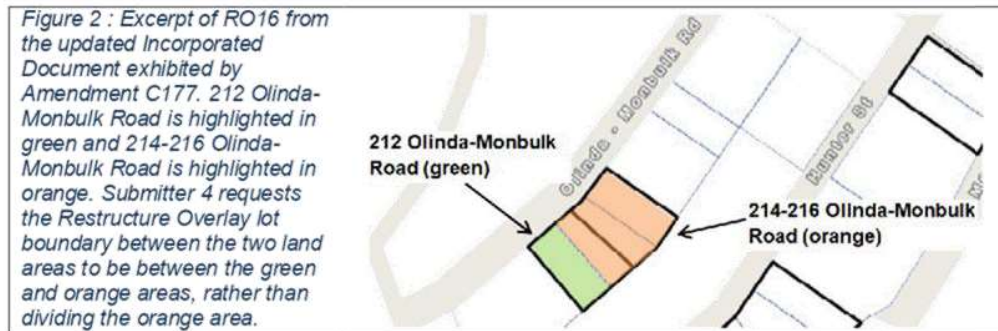 Figure 2 : Excerpt of RO16 from
the updated Incorporated
Document exhibited by
Amendment C177. 212 Olinda-
Monbulk Road is highlighted in
green and 214-216 Olinda-
Monbulk Road is highlighted in
orange. Submitter 4 requests
the Restructure Overlay lot
boundary between the two land
areas to be between the green
and orange areas, rather than
dividing the orange area.
Olinda - Monbulk Rd
Hunter St
212 Olinda-Monbulk
Road (green)
214-216 Olinda-Monbulk
Road (orange)